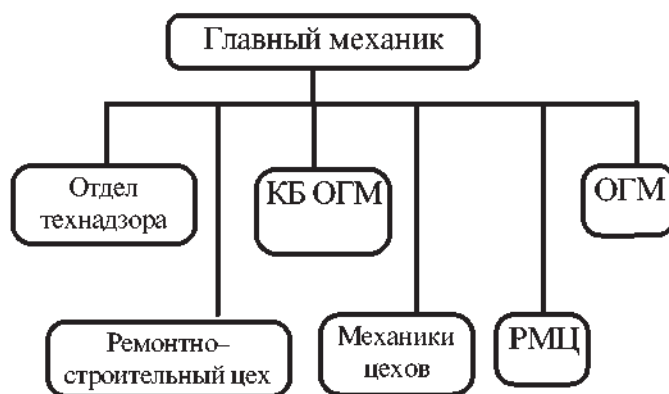 Главный механик
Отдел
технадзора
КБ ОГМ
ОГМ
Ремонтно–
строительный цех
Механики
цехов
РМЦ